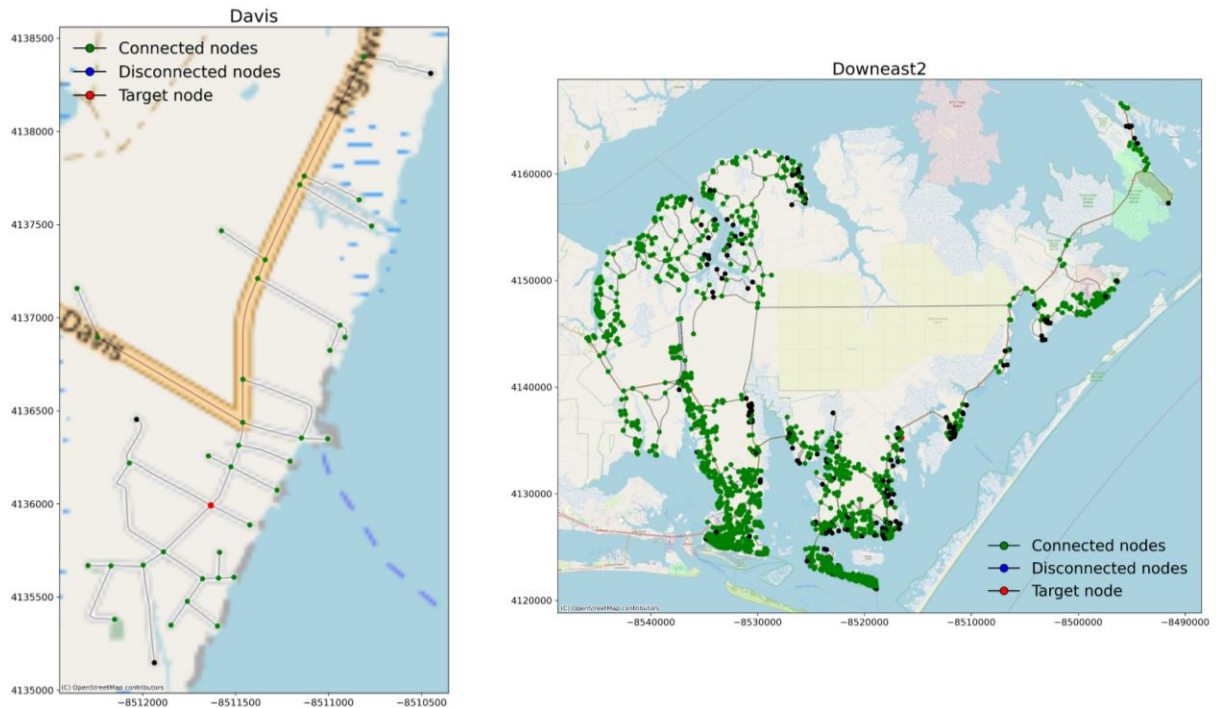 Davis
4138500
4138000
4137500
4137000
4136500
4136000
4135500
4135000
Connected nodes
Disconnected nodes
Target node
Highwa
Davis
(C) OpenStreetMap contributors
−8512000
−8511500
−8511000
−8510500
Downeast2
4160000
4150000
4140000
4130000
4120000
Connected nodes
Disconnected nodes
Target node
(C) OpenStreetMap contributors
−8540000
−8530000
−8520000
−8510000
−8500000
−8490000